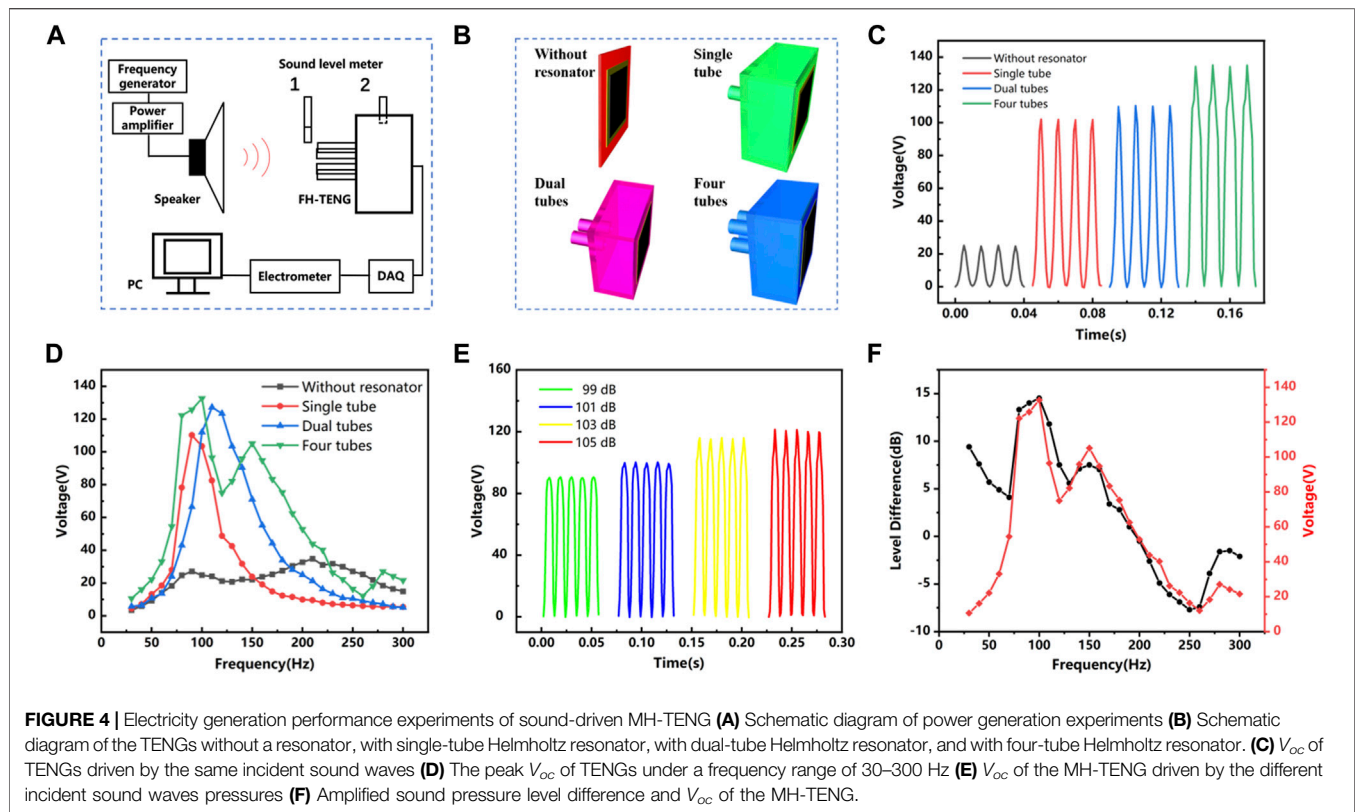 A
Frequency
generator
Power
amplifier
Speaker
Sound level meter
1
2
FH-TENG
PC
Electrometer
DAQ
B
Without
resonator
Single
tube
Dual
tubes
Four
tubes
C
Without resonator
Single tube
Dual tubes
Four tubes
Voltage(V)
180
160
140
120
100
80
60
40
20
0
0.00
0.04
0.08
0.12
0.16
Time(s)
D
Without resonator
Single tube
Dual tubes
Four tubes
Voltage(V)
140
120
100
80
60
40
20
0
0
50
100
150
200
250
300
Frequency(Hz)
E
99 dB
101 dB
103 dB
105 dB
Voltage(V)
160
120
80
40
0
0.00
0.05
0.10
0.15
0.20
0.25
0.30
Time(s)
F
Level Difference(dB)
15
10
5
0
-5
-10
0
50
100
150
200
250
300
Frequency(Hz)
140
120
100
80
60
40
20
0
Voltage(V)
FIGURE 4 | Electricity generation performance experiments of sound-driven MH-TENG (A) Schematic diagram of power generation experiments (B) Schematic
diagram of the TENGs without a resonator, with single-tube Helmholtz resonator, with dual-tube Helmholtz resonator, and with four-tube Helmholtz resonator. (C) Voc of
TENGs driven by the same incident sound waves (D) The peak Voc of TENGs under a frequency range of 30–300 Hz (E) Voc of the MH-TENG driven by the different
incident sound waves pressures (F) Amplified sound pressure level difference and Voc of the MH-TENG.